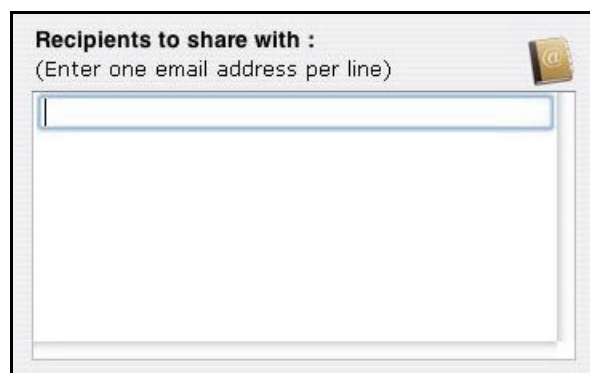 Recipients to share with :
(Enter one email address per line)
@